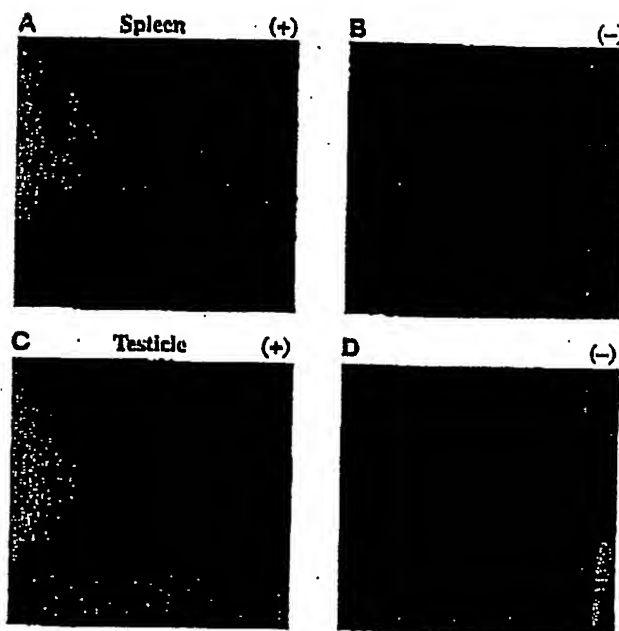 A Spleen (+) B (−)
C Testicle (+) D (−)